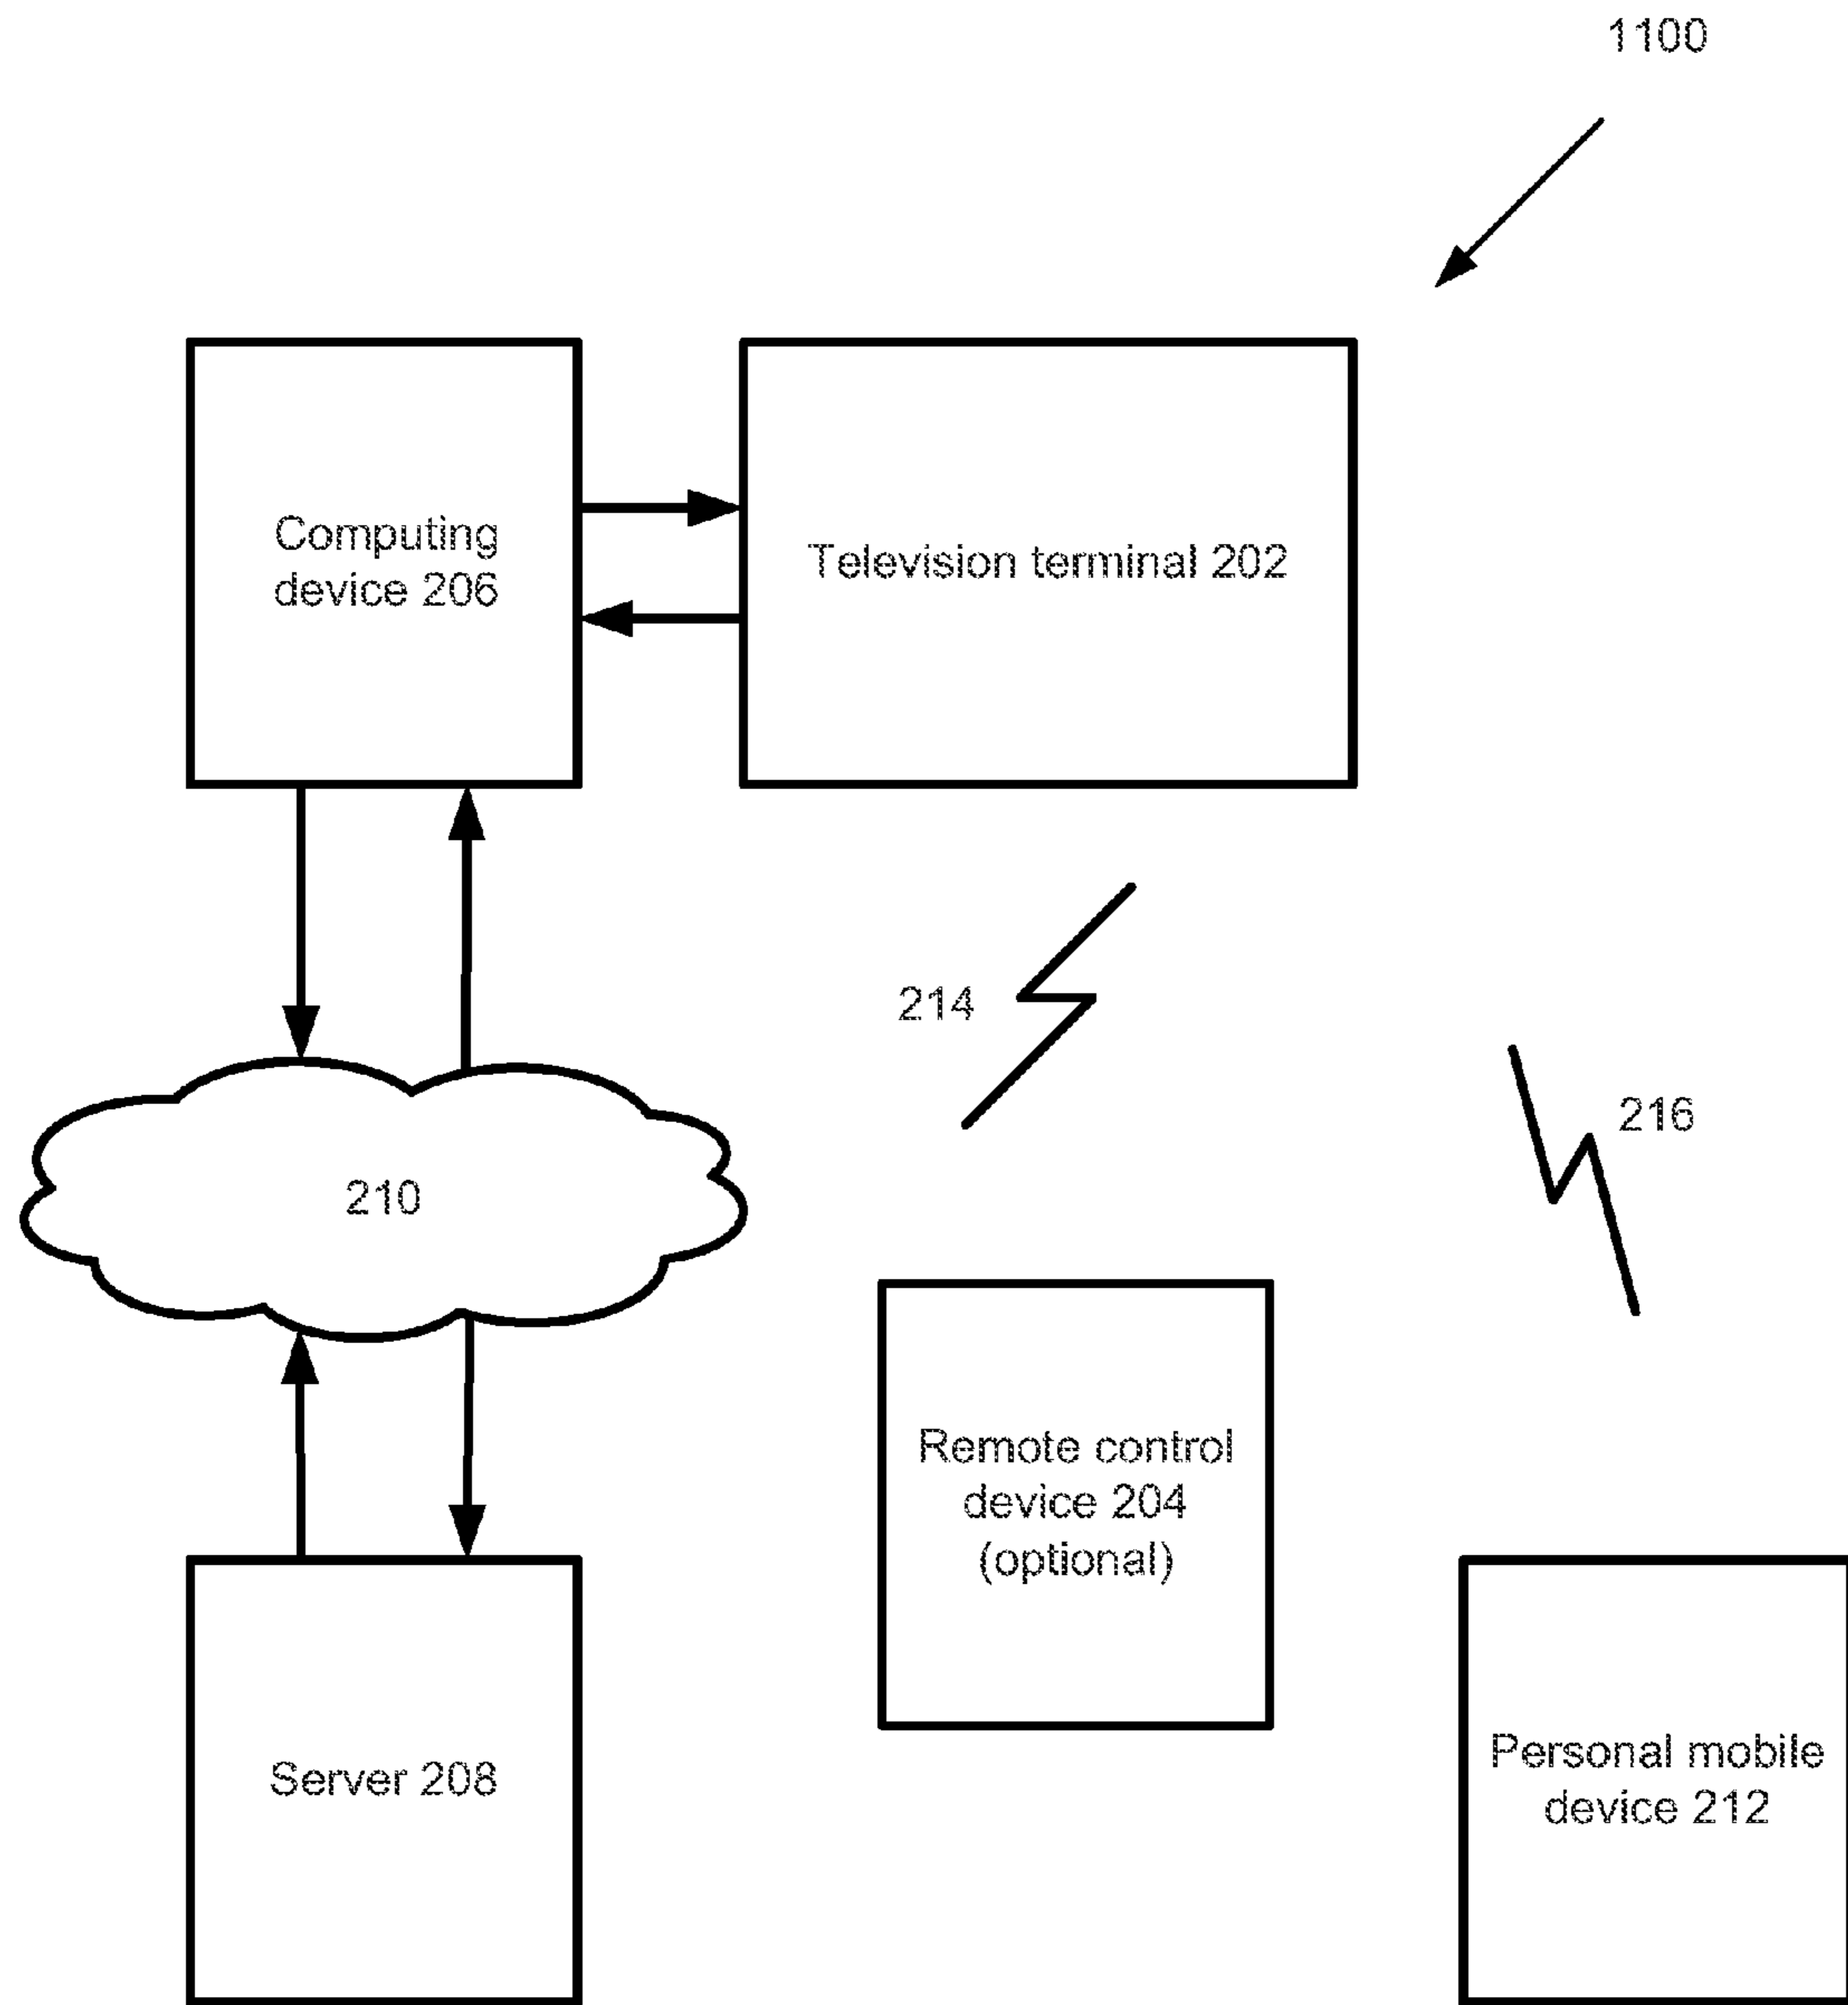 1100
Computing
device 206
Television terminal 202
214
216
210
Remote control
device 204
(optional)
Server 208
Personal mobile
device 212